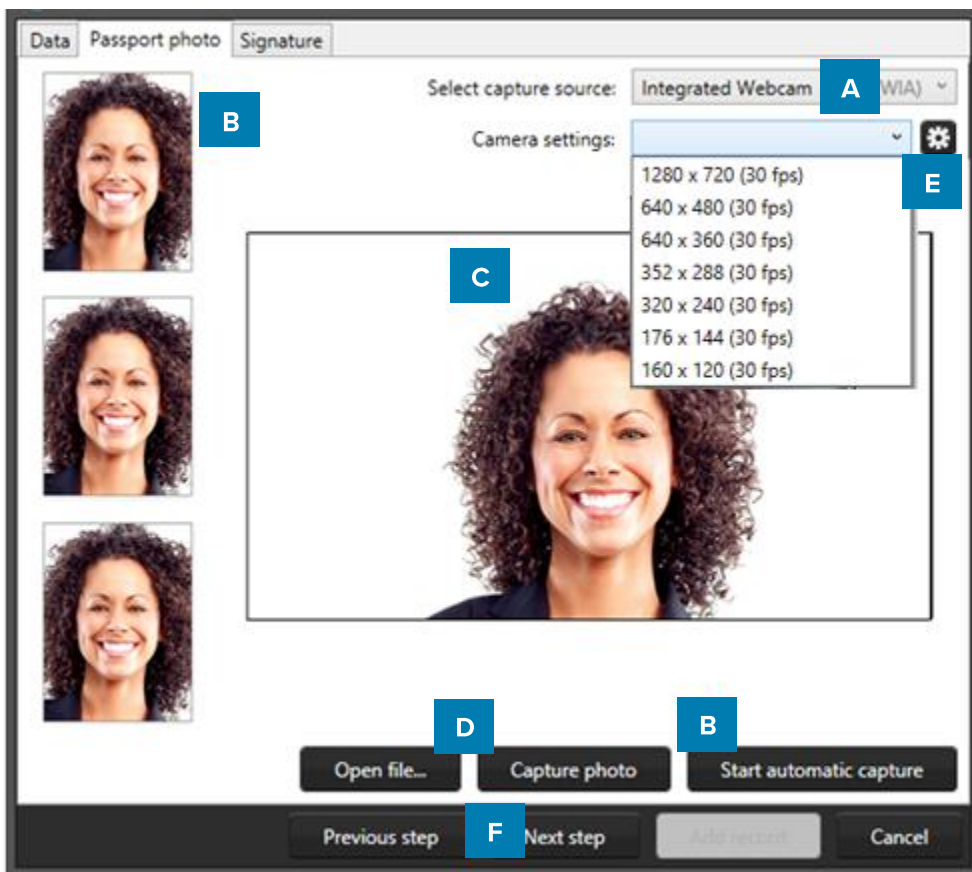 Data Passport photo Signature
Select capture source: Integrated Webcam A WIA)
B
Camera settings:
E
1280 x 720 (30 fps)
640 x 480 (30 fps)
640 x 360 (30 fps)
352 x 288 (30 fps)
320 x 240 (30 fps)
176 x 144 (30 fps)
160 x 120 (30 fps)
C
D B
Open file... Capture photo Start automatic capture
Previous step F Next step Add record Cancel